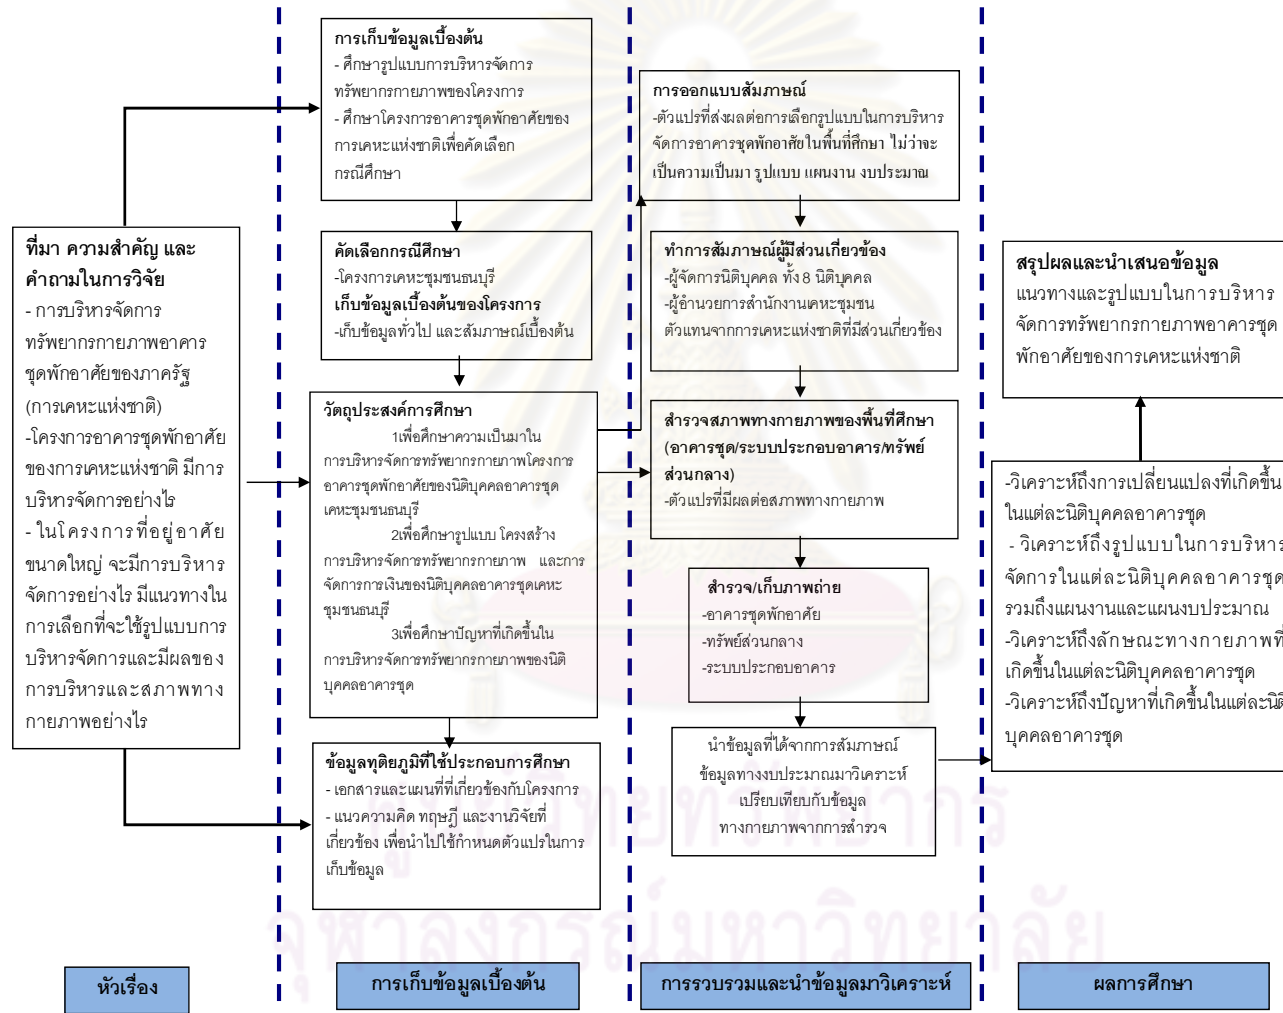 ที่มา ความสำคัญ และ
คำถามในการวิจัย
- การบริหารจัดการ
ทรัพยากรกายภาพอาคาร
ชุดพักอาศัยของภาครัฐ
(การเคหะแห่งชาติ)
-โครงการอาคารชุดพักอาศัย
ของการเคหะแห่งชาติ มีการ
บริหารจัดการอย่างไร
- ในโครงการที่อยู่อาศัย
ขนาดใหญ่ จะมีการบริหาร
จัดการอย่างไร มีแนวทางใน
การเลือกที่จะใช้รูปแบบการ
บริหารจัดการและมีผลของ
การบริหารและสภาพทาง
กายภาพอย่างไร
หัวเรื่อง
การเก็บข้อมูลเบื้องต้น
- ศึกษารูปแบบการบริหารจัดการ
ทรัพยากรกายภาพของโครงการ
- ศึกษาโครงการอาคารชุดพักอาศัยของ
การเคหะแห่งชาติเพื่อคัดเลือก
กรณีศึกษา
คัดเลือกกรณีศึกษา
-โครงการเคหะชุมชนธนบุรี
เก็บข้อมูลเบื้องต้นของโครงการ
-เก็บข้อมูลทั่วไป และสัมภาษณ์เบื้องต้น
วัตถุประสงค์การศึกษา
1เพื่อศึกษาความเป็นมาใน
การบริหารจัดการทรัพยากรกายภาพโครงการ
อาคารชุดพักอาศัยของนิติบุคคลอาคารชุด
เคหะชุมชนธนบุรี
2เพื่อศึกษารูปแบบ โครงสร้าง
การบริหารจัดการทรัพยากรกายภาพ และการ
จัดการการเงินของนิติบุคคลอาคารชุดเคหะ
ชุมชนธนบุรี
3เพื่อศึกษาปัญหาที่เกิดขึ้นใน
การบริหารจัดการทรัพยากรกายภาพของนิติ
บุคคลอาคารชุด
ข้อมูลทุติยภูมิที่ใช้ประกอบการศึกษา
- เอกสารและแผนที่ที่เกี่ยวข้องกับโครงการ
- แนวความคิด ทฤษฎี และงานวิจัยที่
เกี่ยวข้อง เพื่อนำไปใช้กำหนดตัวแปรในการ
เก็บข้อมูล
การเก็บข้อมูลเบื้องต้น
การออกแบบสัมภาษณ์
-ตัวแปรที่ส่งผลต่อการเลือกรูปแบบในการบริหาร
จัดการอาคารชุดพักอาศัยในพื้นที่ศึกษา ไม่ว่าจะ
เป็นความเป็นมา รูปแบบ แผนงาน งบประมาณ
ทำการสัมภาษณ์ผู้มีส่วนเกี่ยวข้อง
-ผู้จัดการนิติบุคคล ทั้ง 8 นิติบุคคล
-ผู้อำนวยการสำนักงานเคหะชุมชน
ตัวแทนจากการเคหะแห่งชาติที่มีส่วนเกี่ยวข้อง
สำรวจสภาพทางกายภาพของพื้นที่ศึกษา
(อาคารชุด/ระบบประกอบอาคาร/ทรัพย์
ส่วนกลาง)
-ตัวแปรที่มีผลต่อสภาพทางกายภาพ
สำรวจ/เก็บภาพถ่าย
-อาคารชุดพักอาศัย
-ทรัพย์ส่วนกลาง
-ระบบประกอบอาคาร
นำข้อมูลที่ได้จากการสัมภาษณ์
ข้อมูลทางงบประมาณมาวิเคราะห์
เปรียบเทียบกับข้อมูล
ทางกายภาพจากการสำรวจ
การรวบรวมและนำข้อมูลมาวิเคราะห์
สรุปผลและนำเสนอข้อมูล
แนวทางและรูปแบบในการบริหาร
จัดการทรัพยากรกายภาพอาคารชุด
พักอาศัยของการเคหะแห่งชาติ
-วิเคราะห์ถึงการเปลี่ยนแปลงที่เกิดขึ้น
ในแต่ละนิติบุคคลอาคารชุด
- วิเคราะห์ถึงรูปแบบในการบริหาร
จัดการในแต่ละนิติบุคคลอาคารชุด
รวมถึงแผนงานและแผนงบประมาณ
-วิเคราะห์ถึงลักษณะทางกายภาพที่
เกิดขึ้นในแต่ละนิติบุคคลอาคารชุด
-วิเคราะห์ถึงปัญหาที่เกิดขึ้นในแต่ละนิติ
บุคคลอาคารชุด
ผลการศึกษา
ศูนย์วิทยทรัพยากร
จุฬาลงกรณ์มหาวิทยาลัย